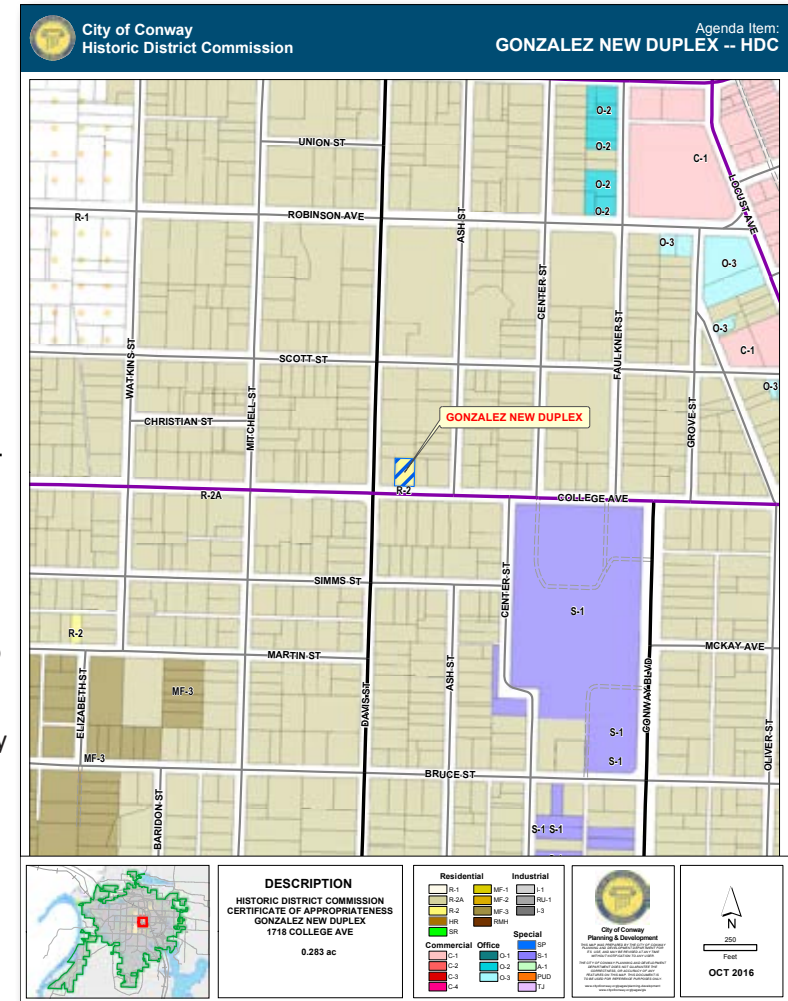 City of Conway
Historic District Commission
Agenda Item:
GONZALEZ NEW DUPLEX -- HDC
O-2
UNION ST
O-2
C-1
O-2
LOCUST AVE
R-1
ROBINSON AVE
O-2
ASH ST
O-3
O-3
CENTER ST
FAULKNER ST
O-3
WATKINS ST
SCOTT ST
C-1
O-3
MITCHELL ST
GROVE ST
CHRISTIAN ST
GONZALEZ NEW DUPLEX
R-2A
R-2
COLLEGE AVE
SIMMS ST
CENTER ST
S-1
R-2
MARTIN ST
MCKAY AVE
ELIZABETH ST
MF-3
DAVIS ST
ASH ST
CONWAY BLVD
OLIVER ST
S-1
MF-3
S-1
BRUCE ST
BARIDON ST
S-1 S-1
y
DESCRIPTION
HISTORIC DISTRICT COMMISSION
CERTIFICATE OF APPROPRIATENESS
GONZALEZ NEW DUPLEX
1718 COLLEGE AVE
0.283 ac
Residential
R-1
R-2A
R-2
HR
SR
MF-1
MF-2
MF-3
RMH
Industrial
I-1
RU-1
I-3
Commercial
C-1
C-2
C-3
C-4
Office
O-1
O-2
O-3
Special
SP
S-1
A-1
PUD
TJ
City of Conway
Planning & Development
N
250
Feet
OCT 2016